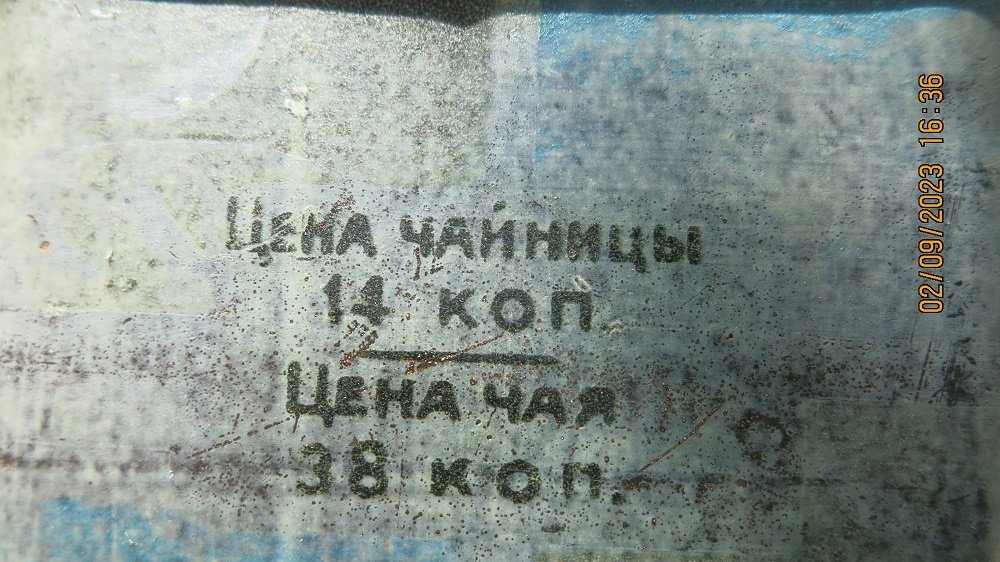 Цена чайницы
14 коп
Цена чая
38 коп.
02/09/2023 16:36